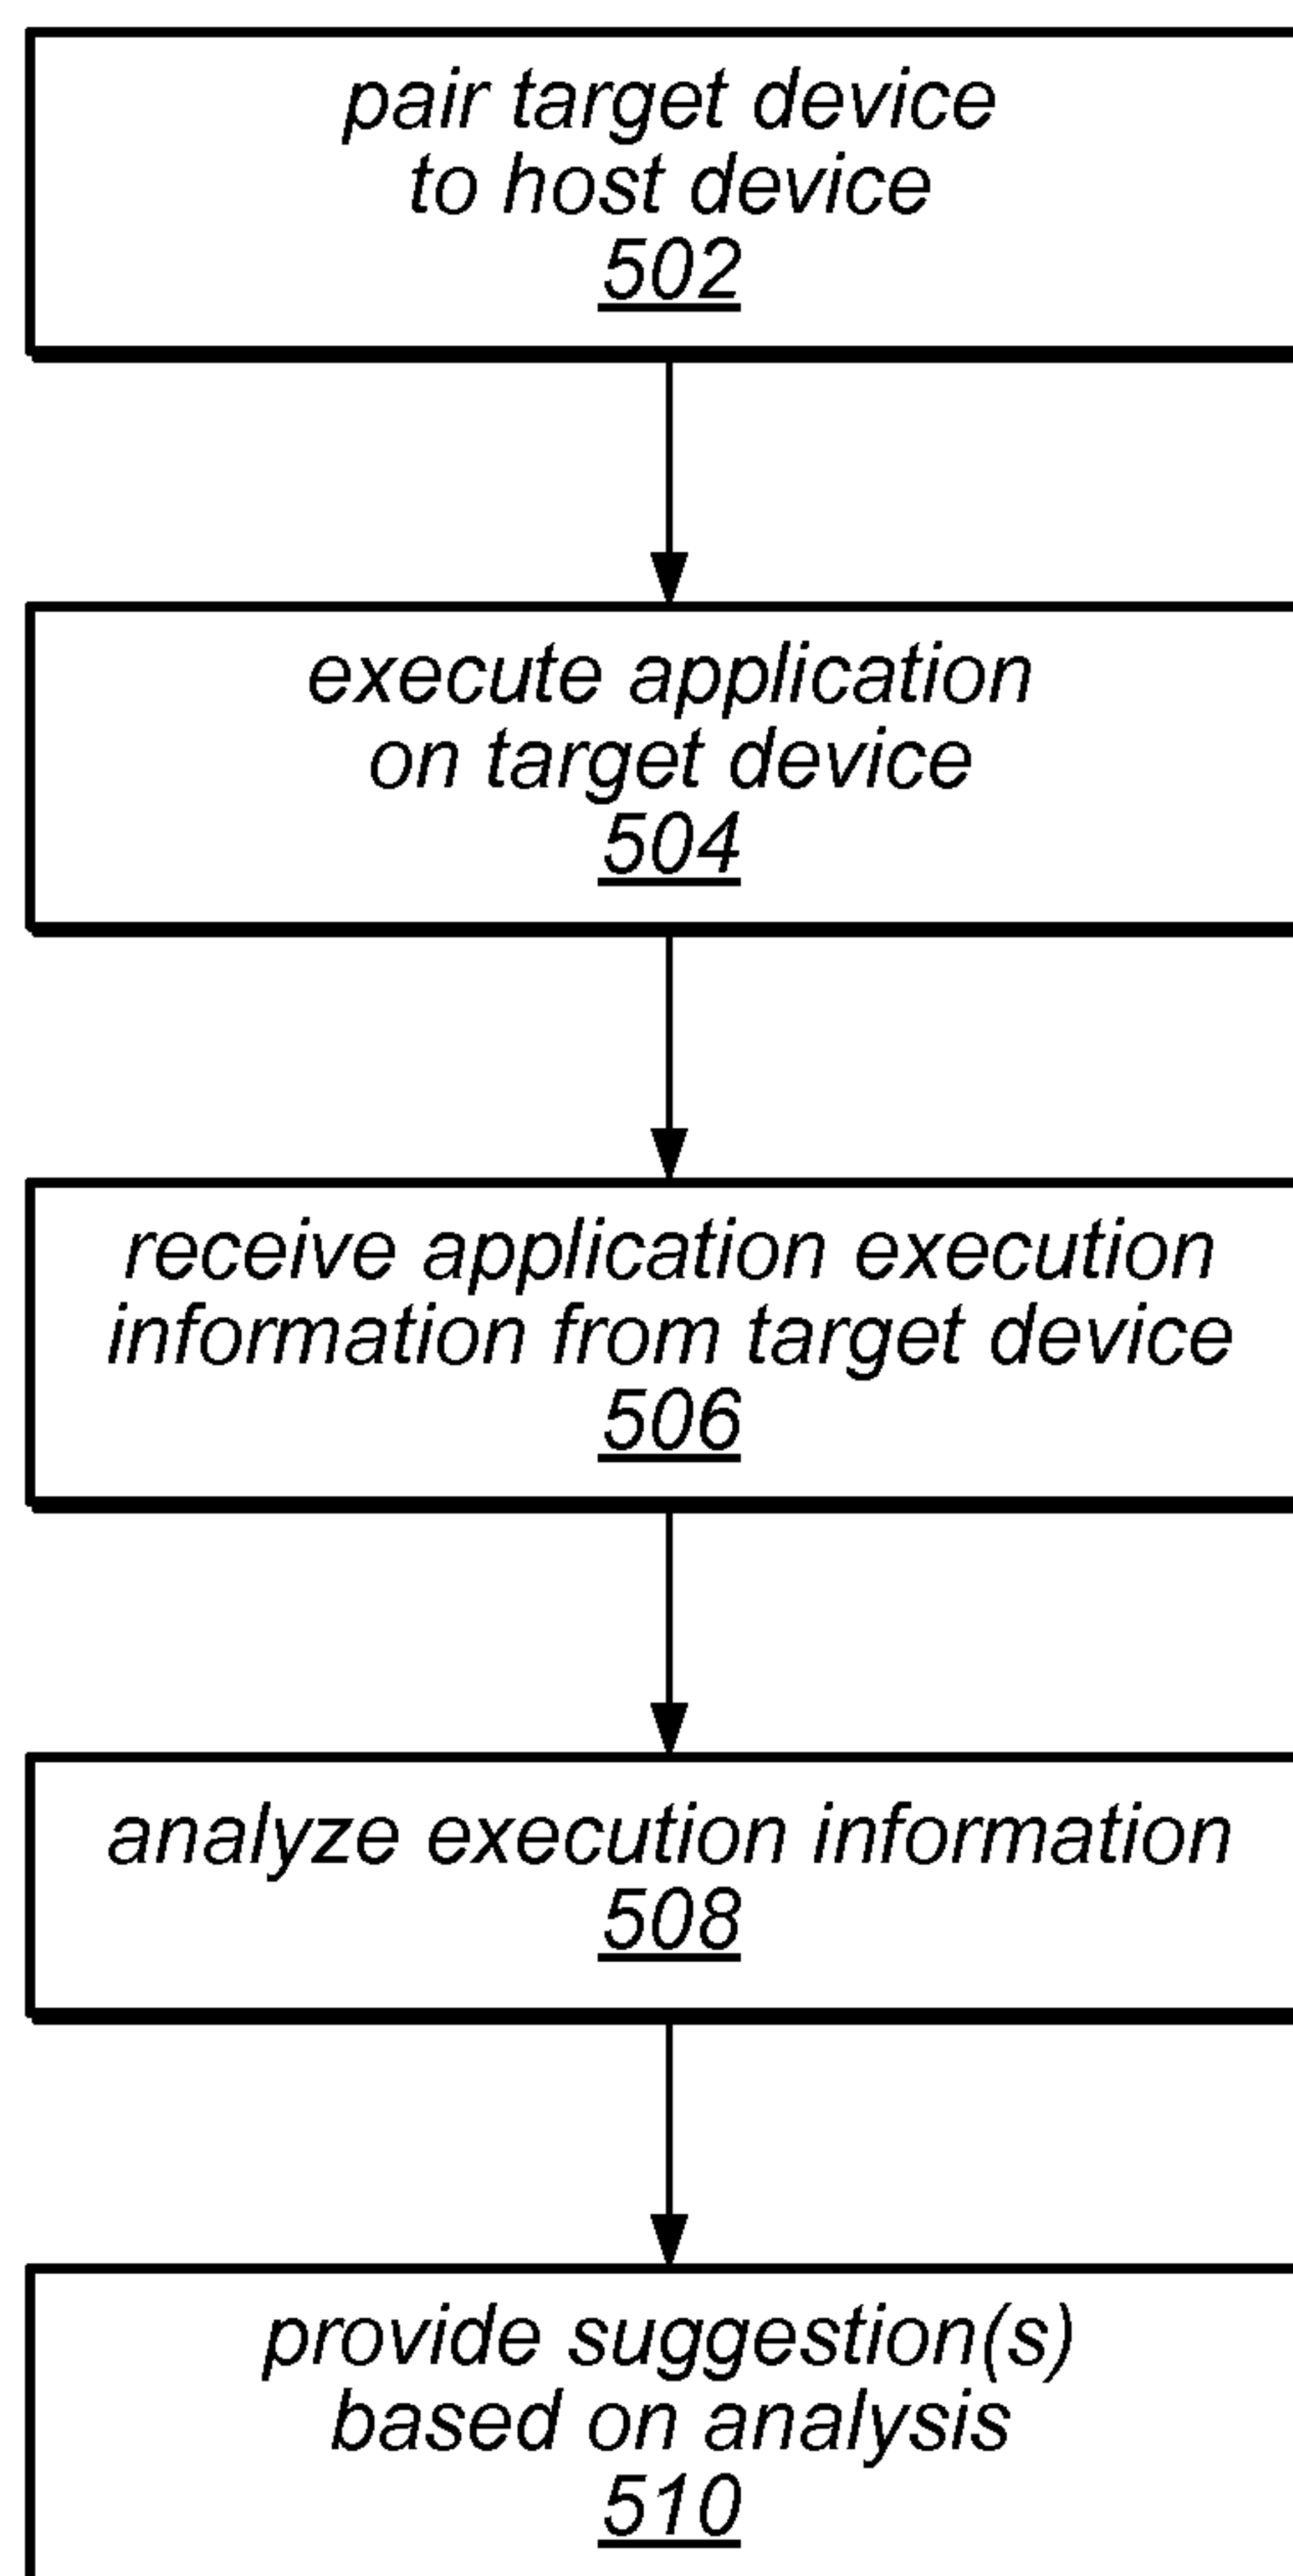 pair target device
to host device
502
execute application
on target device
504
receive application execution
information from target device
506
analyze execution information
508
provide suggestion(s)
based on analysis
510